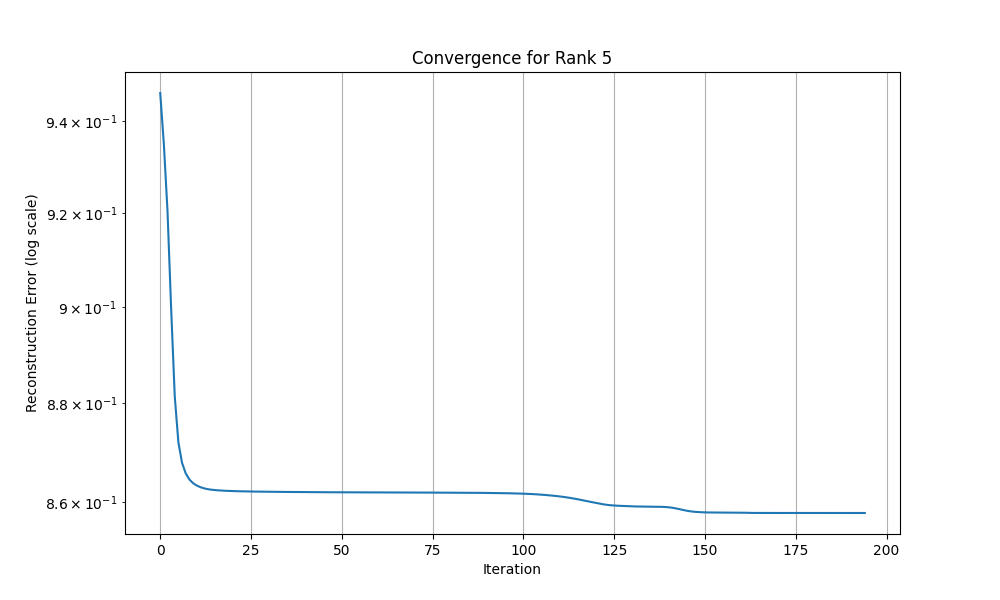 Convergence for Rank 5
Reconstruction Error (log scale)
9.4 × 10⁻¹
9.2 × 10⁻¹
9 × 10⁻¹
8.8 × 10⁻¹
8.6 × 10⁻¹
0 25 50 75 100 125 150 175 200
Iteration